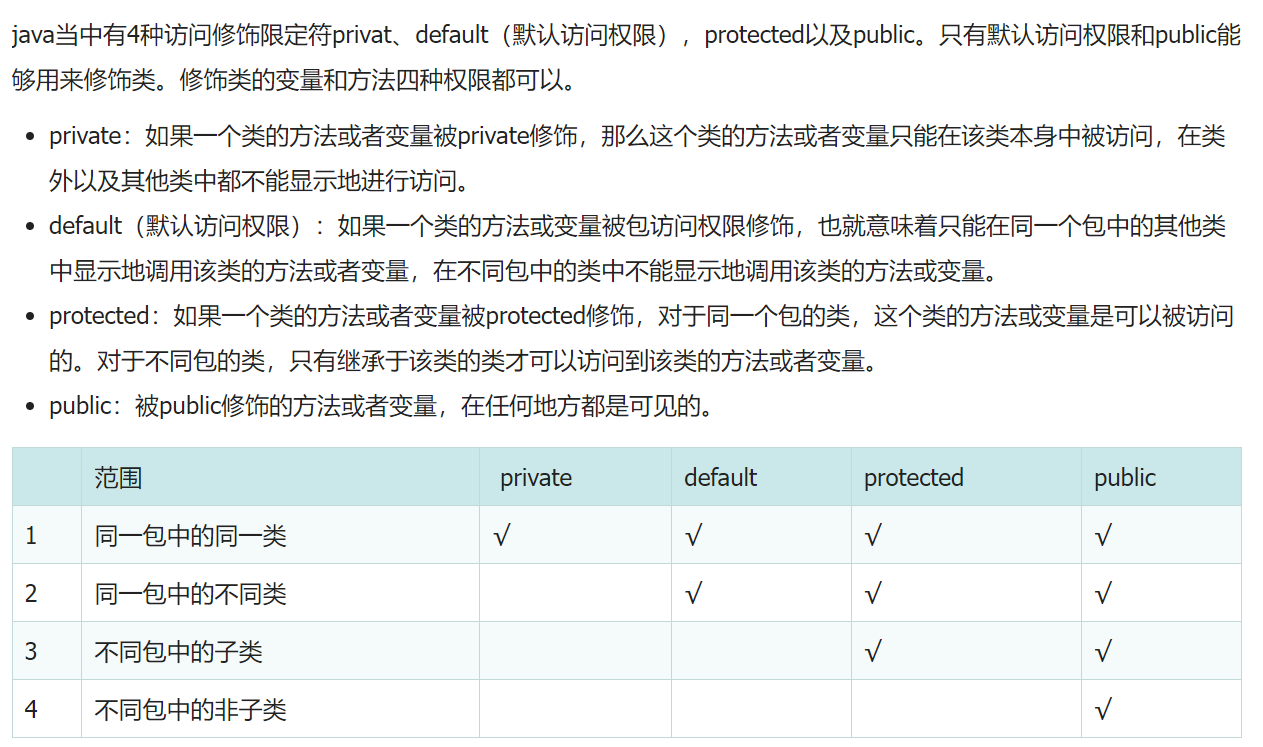 java当中有4种访问修饰限定符privat、default（默认访问权限），protected以及public。只有默认访问权限和public能
够用来修饰类。修饰类的变量和方法四种权限都可以。
• private：如果一个类的方法或者变量被private修饰，那么这个类的方法或者变量只能在该类本身中被访问，在类
外以及其他类中都不能显示地进行访问。
• default（默认访问权限）：如果一个类的方法或变量被包访问权限修饰，也就意味着只能在同一个包中的其他类
中显示地调用该类的方法或者变量，在不同包中的类中不能显示地调用该类的方法或变量。
• protected：如果一个类的方法或者变量被protected修饰，对于同一个包的类，这个类的方法或变量是可以被访问
的。对于不同包的类，只有继承于该类的类才可以访问到该类的方法或者变量。
• public：被public修饰的方法或者变量，在任何地方都是可见的。
范围 private default protected public
1 同一包中的同一类 √ √ √ √
2 同一包中的不同类 √ √ √
3 不同包中的子类 √ √
4 不同包中的非子类 √